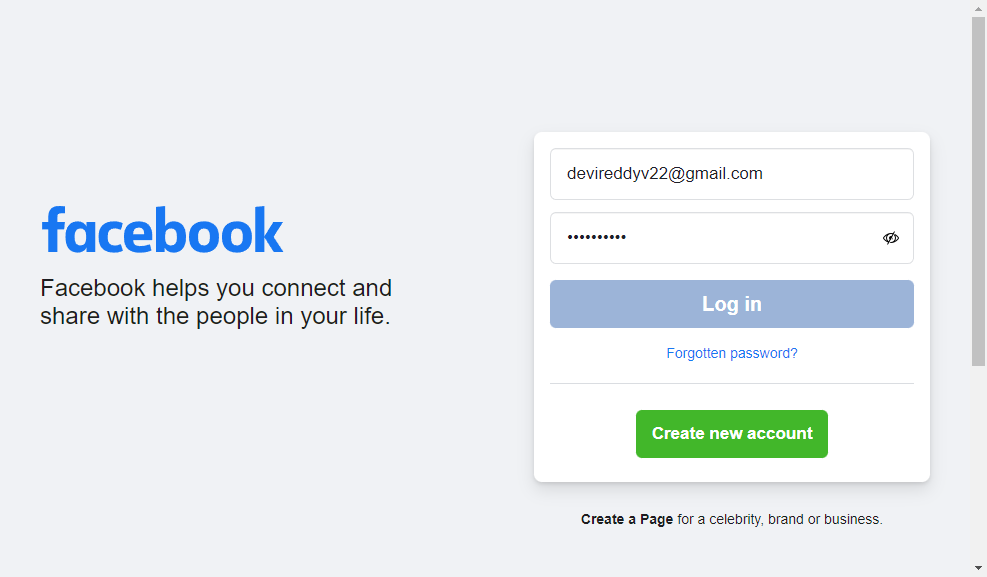 facebook
Facebook helps you connect and
share with the people in your life.
devireddyv22@gmail.com
••••••••••
Log in
Forgotten password?
Create new account
Create a Page for a celebrity, brand or business.